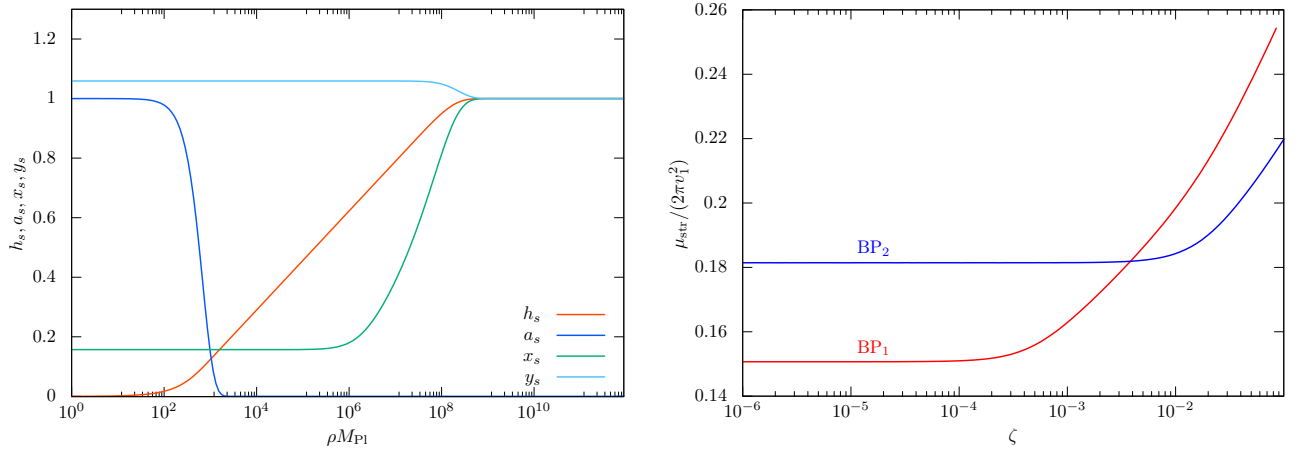 h_s, a_s, x_s, y_s
1.2
1
0.8
0.6
0.4
0.2
0
h_s
a_s
x_s
y_s
10^0 10^2 10^4 10^6 10^8 10^10
ρM_Pl
μ_str/(2πv_1^2)
0.26
0.24
0.22
0.2
0.18
0.16
0.14
BP_2
BP_1
10^-6 10^-5 10^-4 10^-3 10^-2
ζ